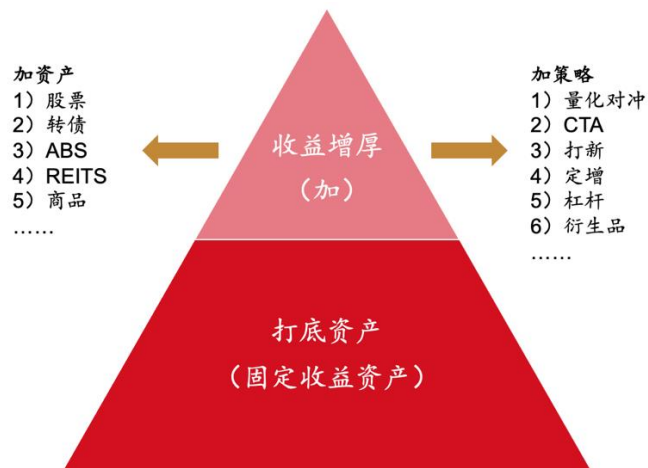 加资产
1）股票
2）转债
3）ABS
4）REITS
5）商品
……
收益增厚
（加）
加策略
1）量化对冲
2）CTA
3）打新
4）定增
5）杠杆
6）衍生品
……
打底资产
（固定收益资产）